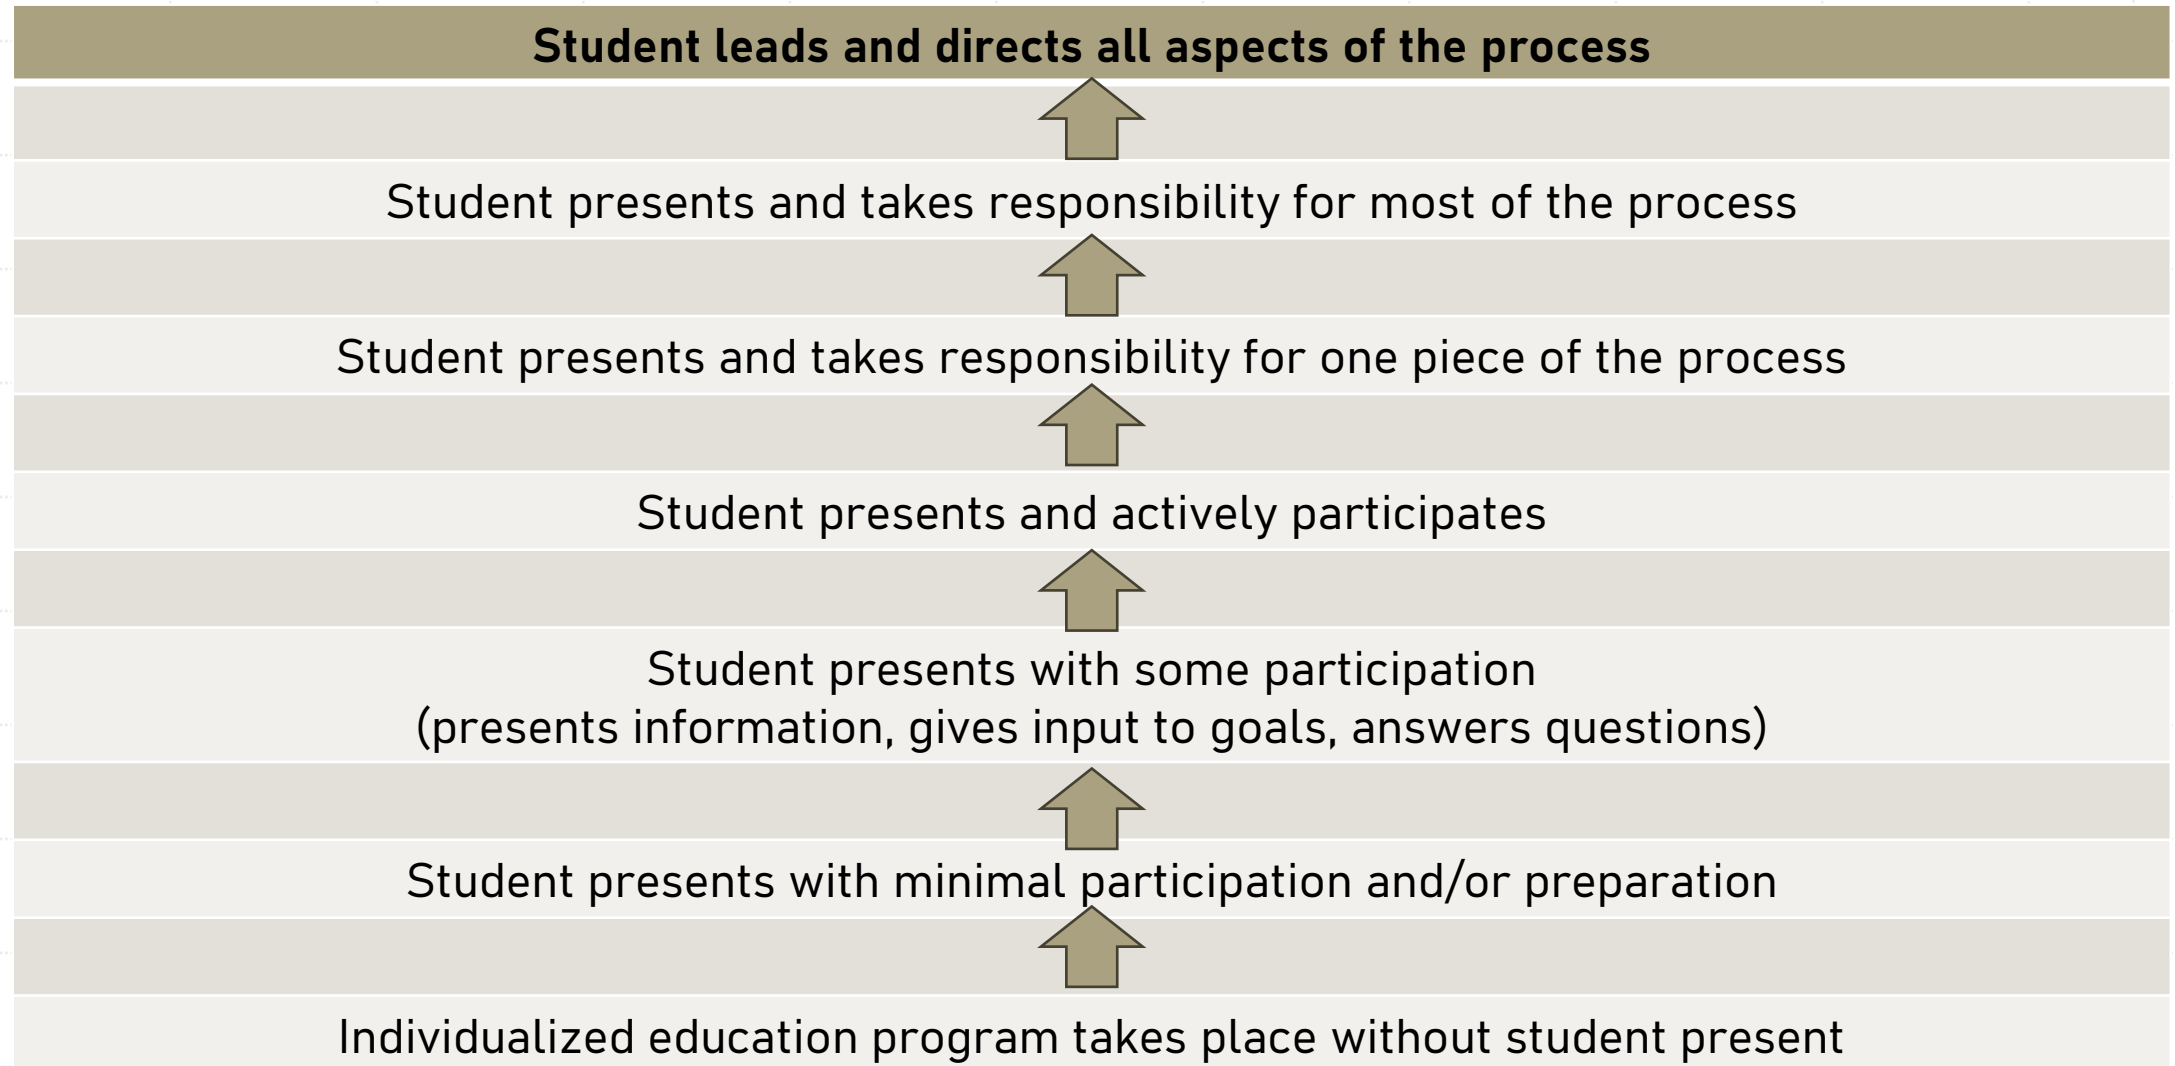 Student leads and directs all aspects of the process
Student presents and takes responsibility for most of the process
Student presents and takes responsibility for one piece of the process
Student presents and actively participates
Student presents with some participation
(presents information, gives input to goals, answers questions)
Student presents with minimal participation and/or preparation
Individualized education program takes place without student present